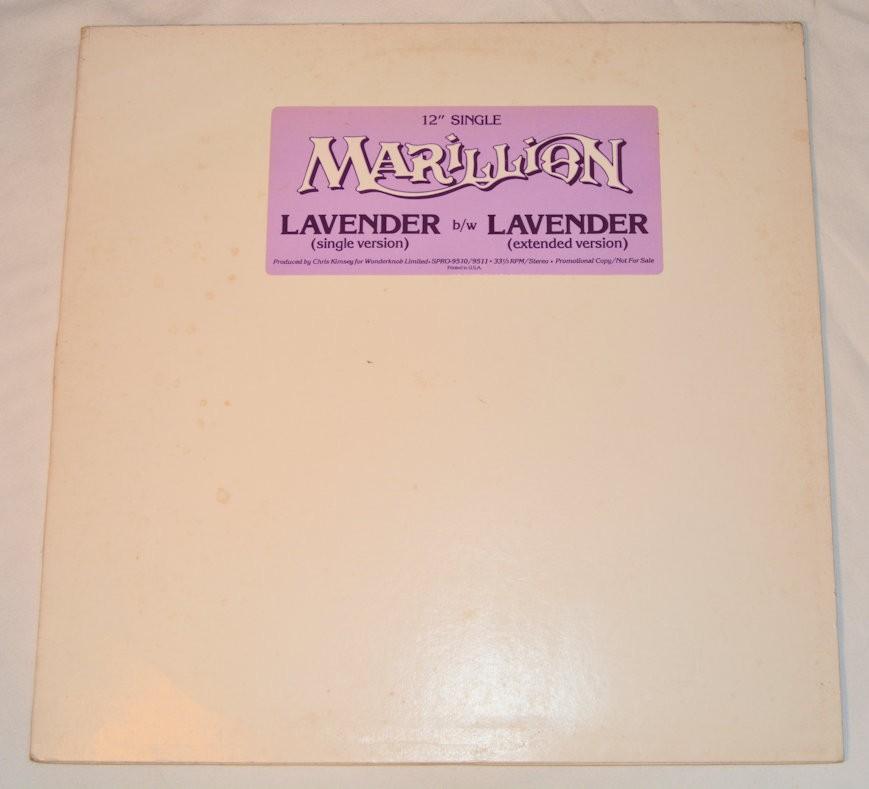 12" SINGLE
MARILLION
LAVENDER b/w LAVENDER
(single version) (extended version)
Produced by Chris Kimsey for Wonderknob Limited • SPRO-9510/9511 • 33⅓ RPM/Stereo • Promotional Copy/Not For Sale
Printed in U.S.A.